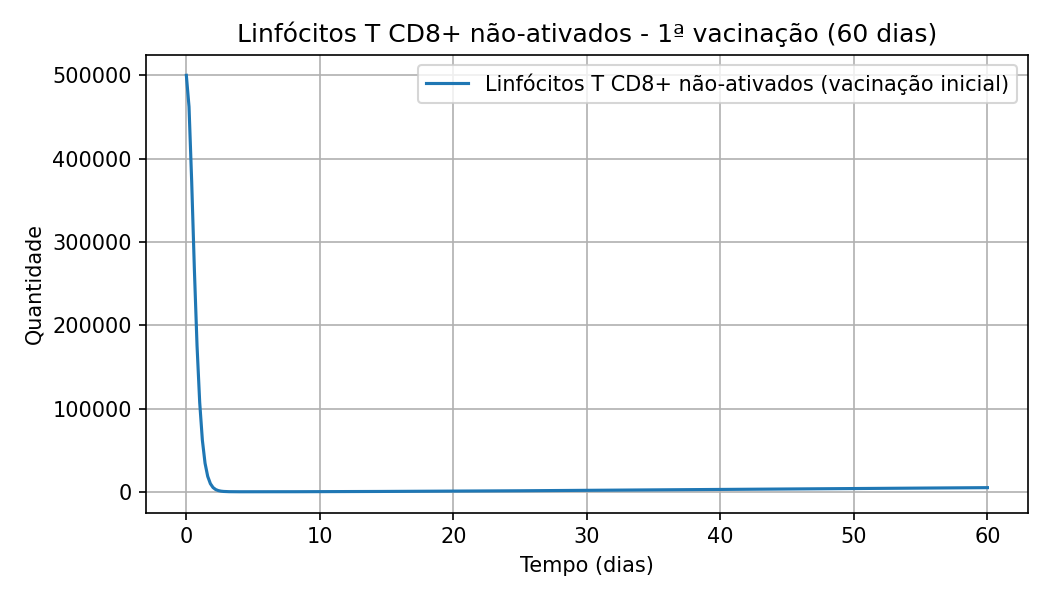 Linfócitos T CD8+ não-ativados - 1ª vacinação (60 dias)
Linfócitos T CD8+ não-ativados (vacinação inicial)
Quantidade
500000
400000
300000
200000
100000
0
0 10 20 30 40 50 60
Tempo (dias)